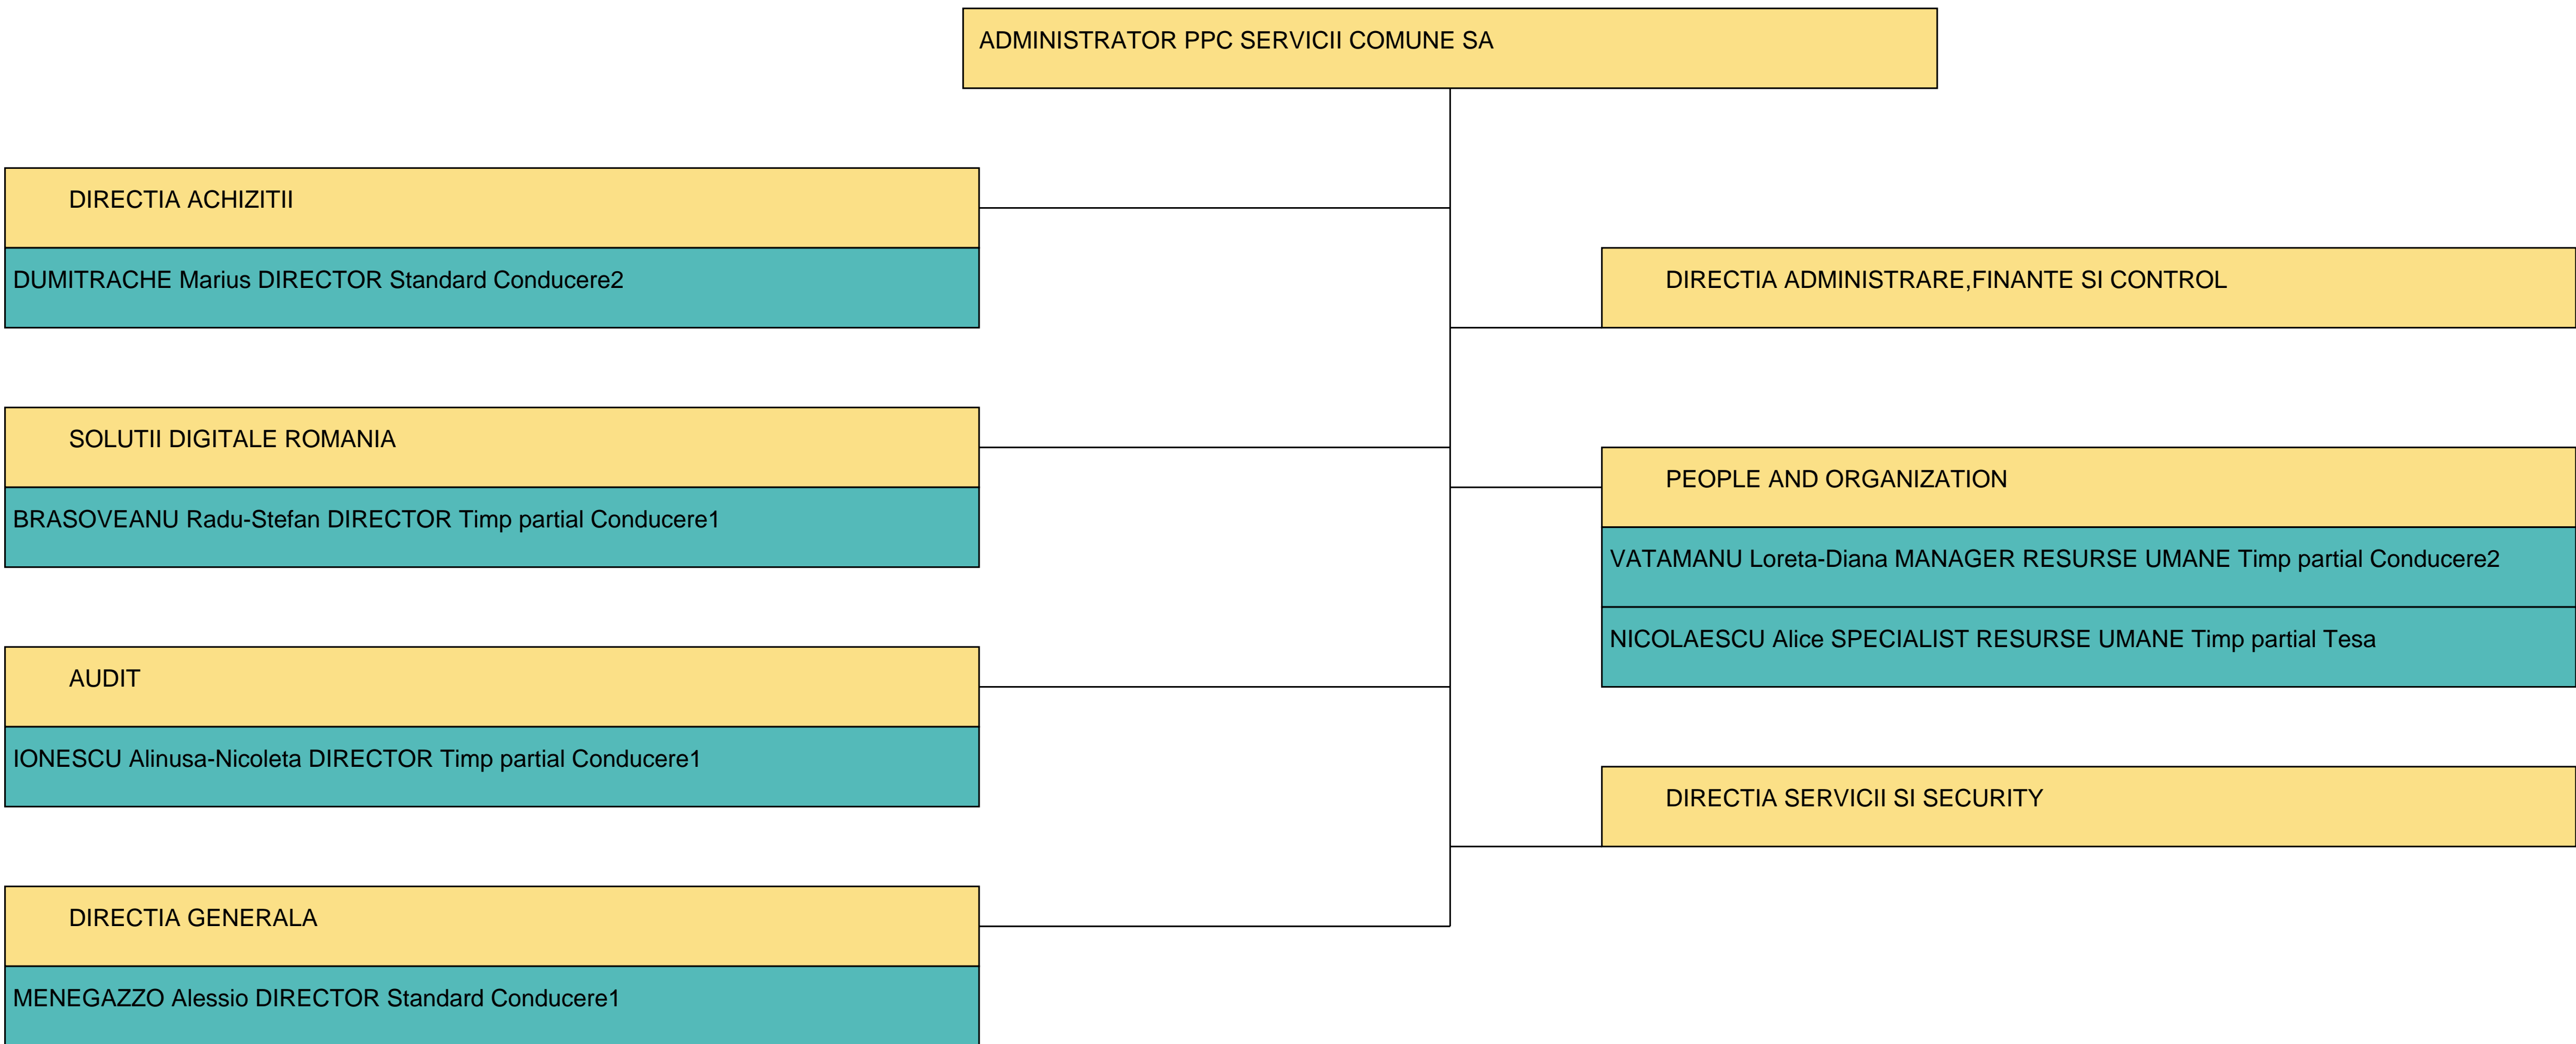 ADMINISTRATOR PPC SERVICII COMUNE SA
DIRECTIA ACHIZITII
DUMITRACHE Marius DIRECTOR Standard Conducere2
DIRECTIA ADMINISTRARE,FINANTE SI CONTROL
SOLUTII DIGITALE ROMANIA
BRASOVEANU Radu-Stefan DIRECTOR Timp partial Conducere1
PEOPLE AND ORGANIZATION
VATAMANU Loreta-Diana MANAGER RESURSE UMANE Timp partial Conducere2
NICOLAESCU Alice SPECIALIST RESURSE UMANE Timp partial Tesa
AUDIT
IONESCU Alinusa-Nicoleta DIRECTOR Timp partial Conducere1
DIRECTIA SERVICII SI SECURITY
DIRECTIA GENERALA
MENEGAZZO Alessio DIRECTOR Standard Conducere1